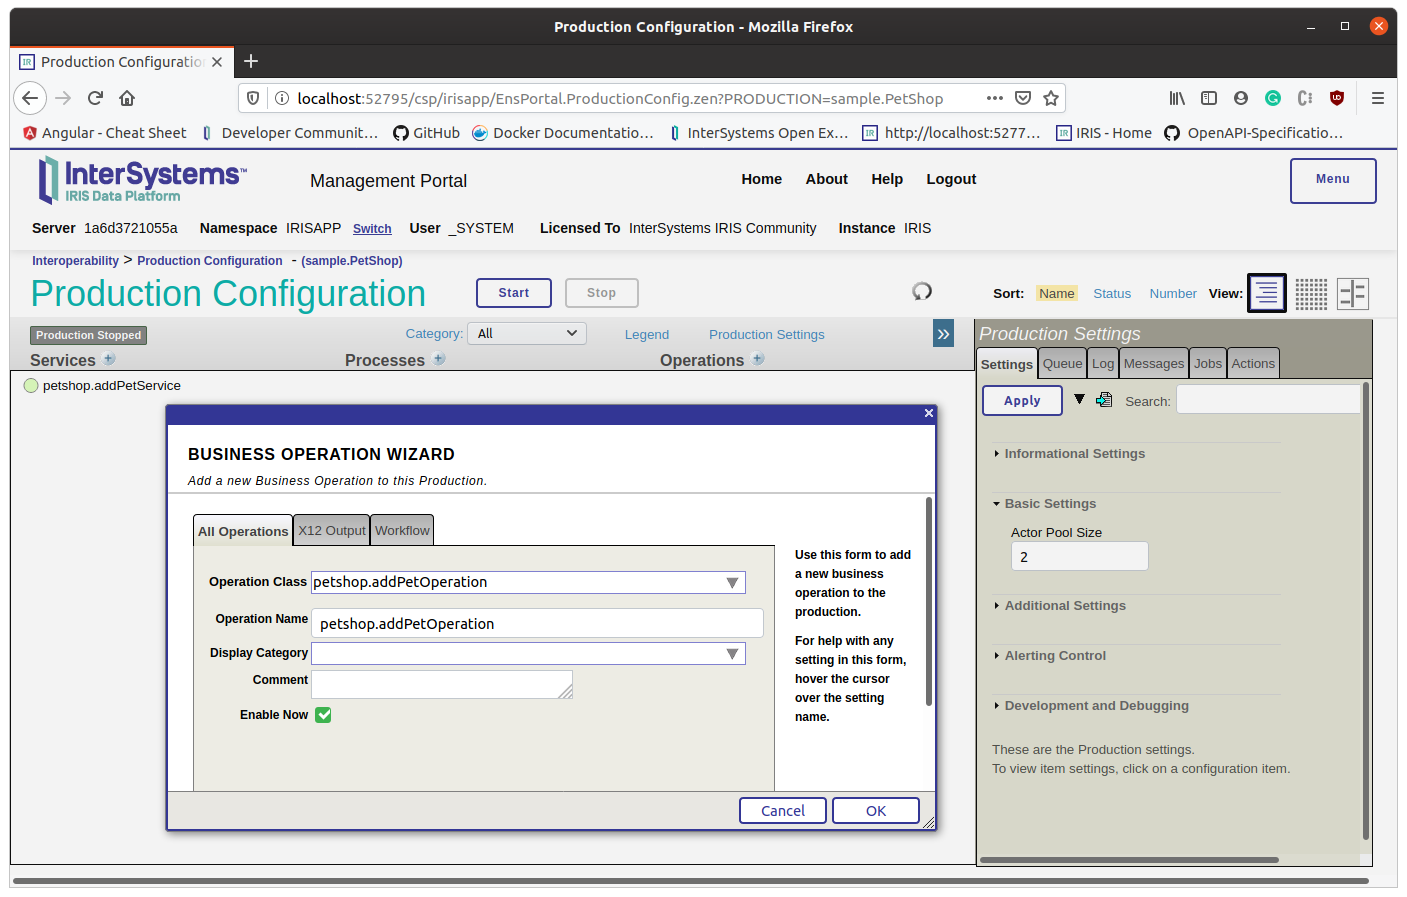 Production Configuration - Mozilla Firefox
Production Configuratio
localhost:52795/csp/irisapp/EnsPortal.ProductionConfig.zen?PRODUCTION=sample.PetShop
Angular - Cheat Sheet Developer Communit… GitHub Docker Documentatio… InterSystems Open Ex… http://localhost:5277… IRIS - Home OpenAPI-Specificatio…
InterSystems™
IRIS Data Platform
Management Portal
Home About Help Logout
Menu
Server 1a6d3721055a Namespace IRISAPP Switch User _SYSTEM Licensed To InterSystems IRIS Community Instance IRIS
Interoperability > Production Configuration - (sample.PetShop)
Production Configuration
Start Stop
Sort: Name Status Number View:
Production Stopped
Category: All Legend Production Settings
Services Processes Operations
petshop.addPetService
BUSINESS OPERATION WIZARD
Add a new Business Operation to this Production.
All Operations X12 Output Workflow
Operation Class petshop.addPetOperation
Operation Name petshop.addPetOperation
Display Category
Comment
Enable Now
Use this form to add
a new business
operation to the
production.
For help with any
setting in this form,
hover the cursor
over the setting
name.
Cancel OK
Production Settings
Settings Queue Log Messages Jobs Actions
Apply Search:
Informational Settings
Basic Settings
Actor Pool Size
2
Additional Settings
Alerting Control
Development and Debugging
These are the Production settings.
To view item settings, click on a configuration item.